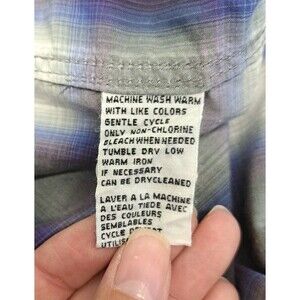 MACHINE WASH WARM
WITH LIKE COLORS
GENTLE CYCLE
ONLY NON-CHLORINE
BLEACH WHEN NEEDED
TUMBLE DRY LOW
WARM IRON
IF NECESSARY
CAN BE DRYCLEANED
LAVER A LA MACHINE
A L'EAU TIEDE AVEC
DES COULEURS
SEMBLABLES
CYCLE